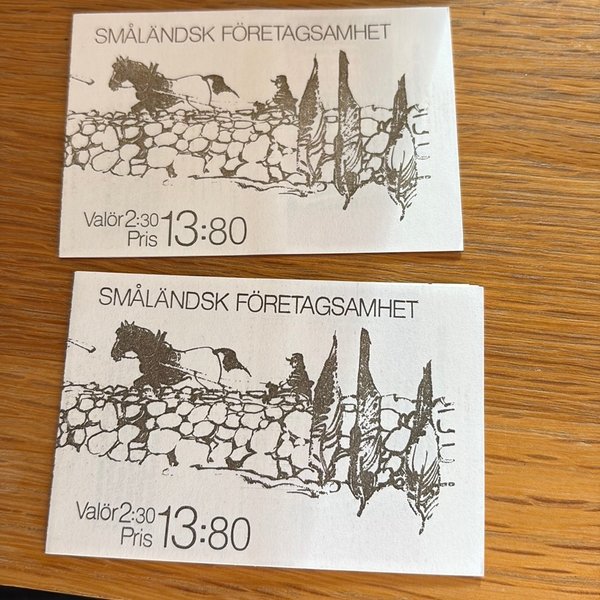 SMÅLÄNDSK FÖRETAGSAMHET
Valör 2:30
Pris 13:80
SMÅLÄNDSK FÖRETAGSAMHET
Valör 2:30
Pris 13:80